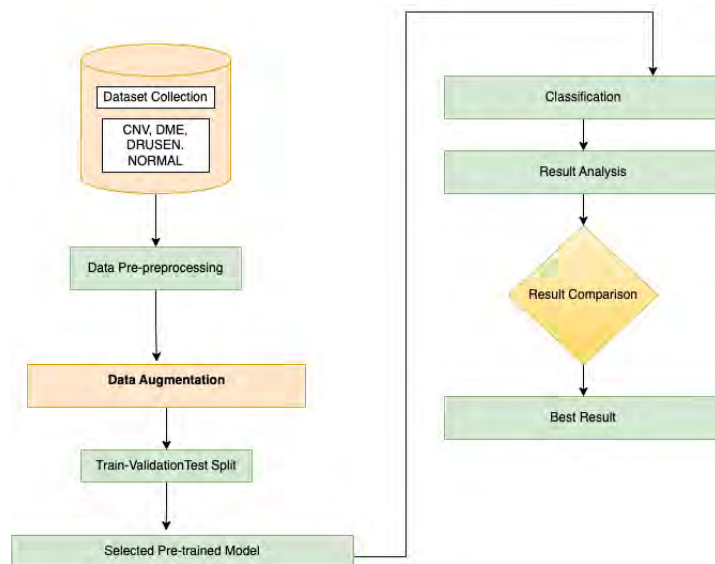 Dataset Collection
CNV, DME,
DRUSEN.
NORMAL
Data Pre-preprocessing
Data Augmentation
Train-ValidationTest Split
Selected Pre-trained Model
Classification
Result Analysis
Result Comparison
Best Result